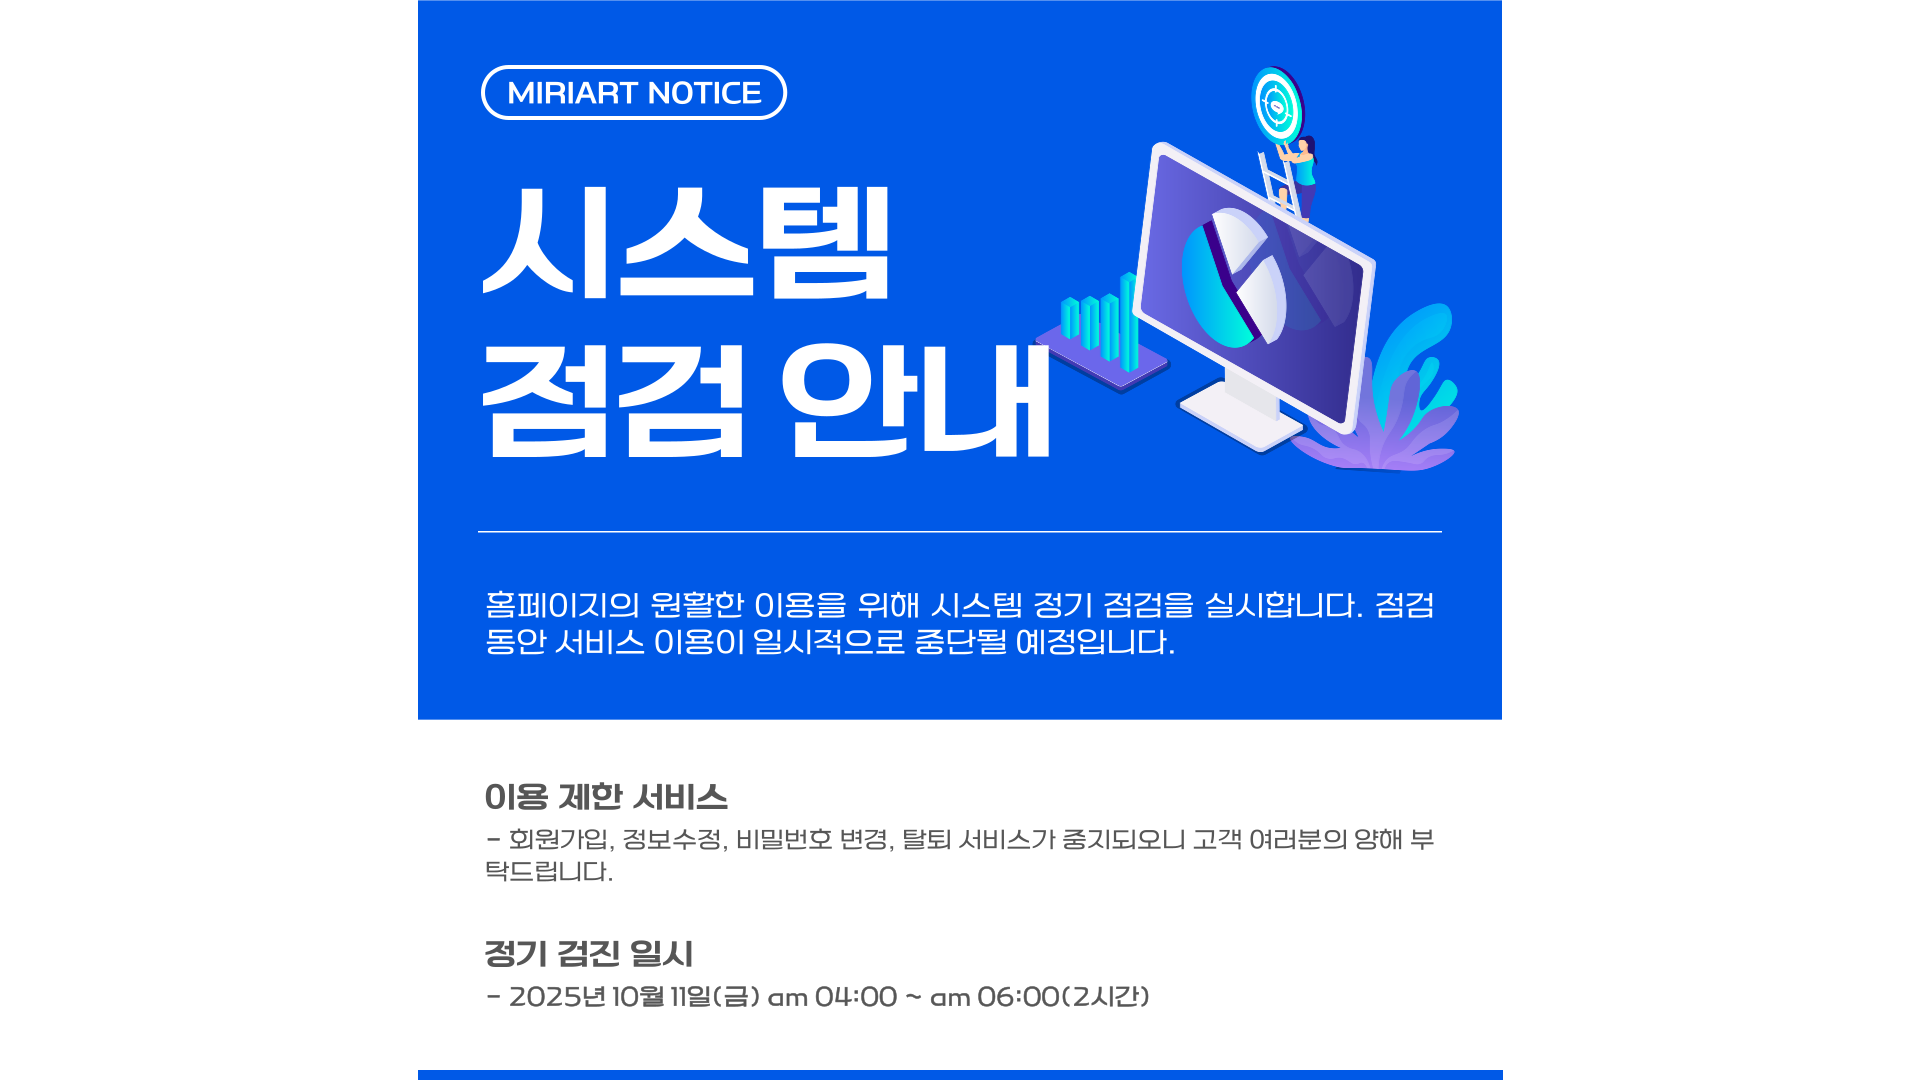 MIRIART NOTICE
시스템
점검 안내
홈페이지의 원활한 이용을 위해 시스템 정기 점검을 실시합니다. 점검
동안 서비스 이용이 일시적으로 중단될 예정입니다.
이용 제한 서비스
- 회원가입, 정보수정, 비밀번호 변경, 탈퇴 서비스가 중지되오니 고객 여러분의 양해 부
탁드립니다.
정기 검진 일시
- 2025년 10월 11일(금) am 04:00 ~ am 06:00(2시간)